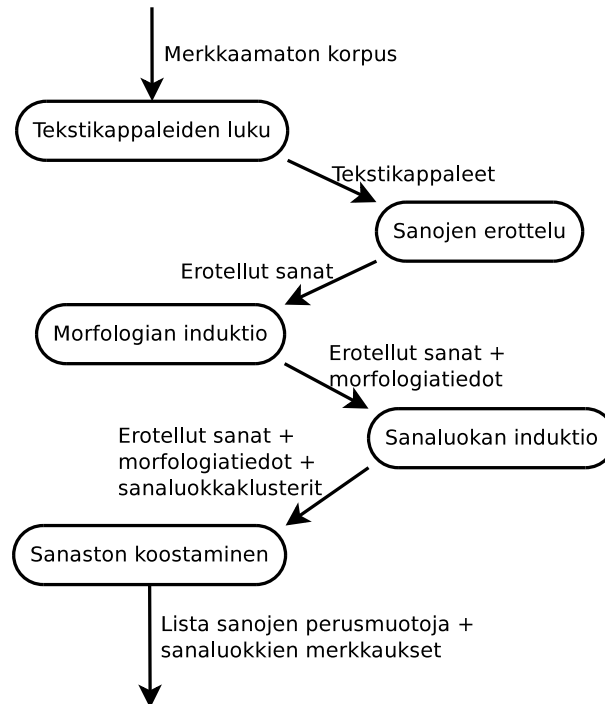 Merkkaamaton korpus
Tekstikappaleiden luku
Tekstikappaleet
Sanojen erottelu
Erotellut sanat
Morfologian induktio
Erotellut sanat +
morfologiatiedot
Sanaluokan induktio
Erotellut sanat +
morfologiatiedot +
sanaluokkaklusterit
Sanaston koostaminen
Lista sanojen perusmuotoja +
sanaluokkien merkkaukset